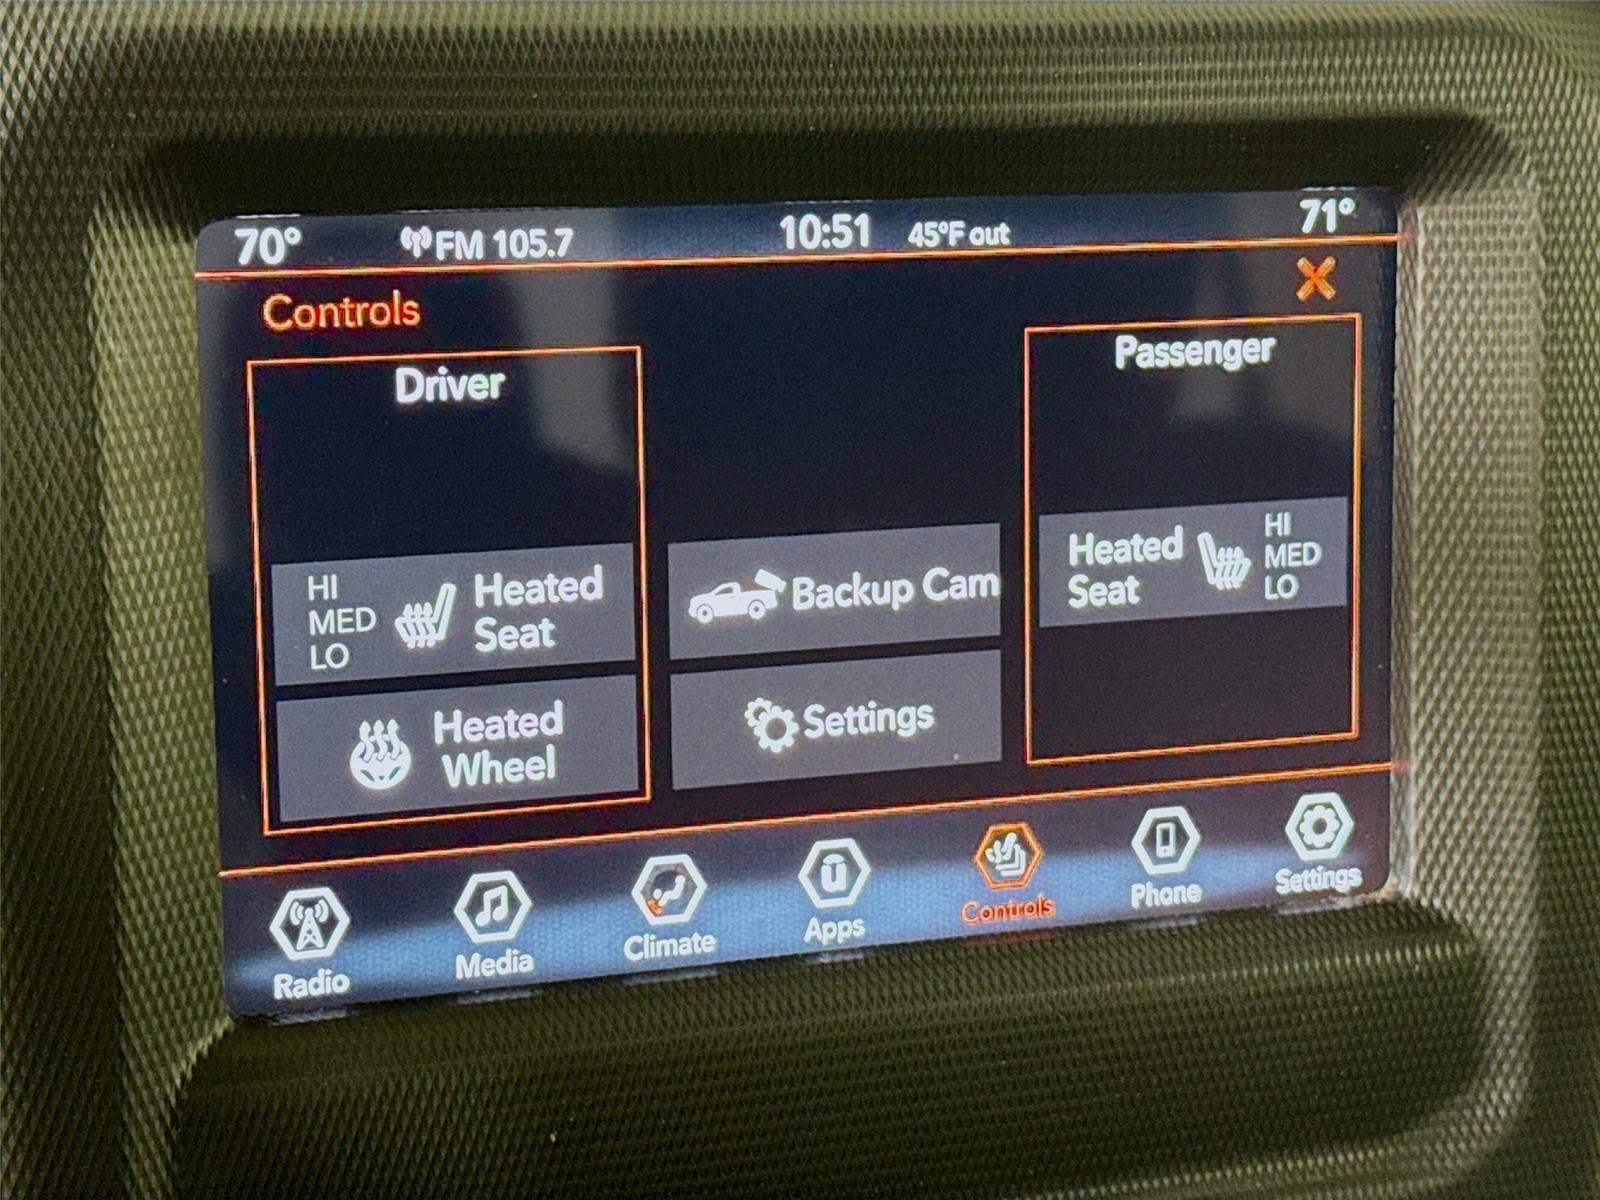 70° FM 105.7 10:51 45°F out 71°
Controls
Driver
HI
MED
LO
Heated
Seat
Heated
Wheel
Backup Cam
Settings
Passenger
Heated
Seat
HI
MED
LO
Radio
Media
Climate
Apps
Controls
Phone
Settings